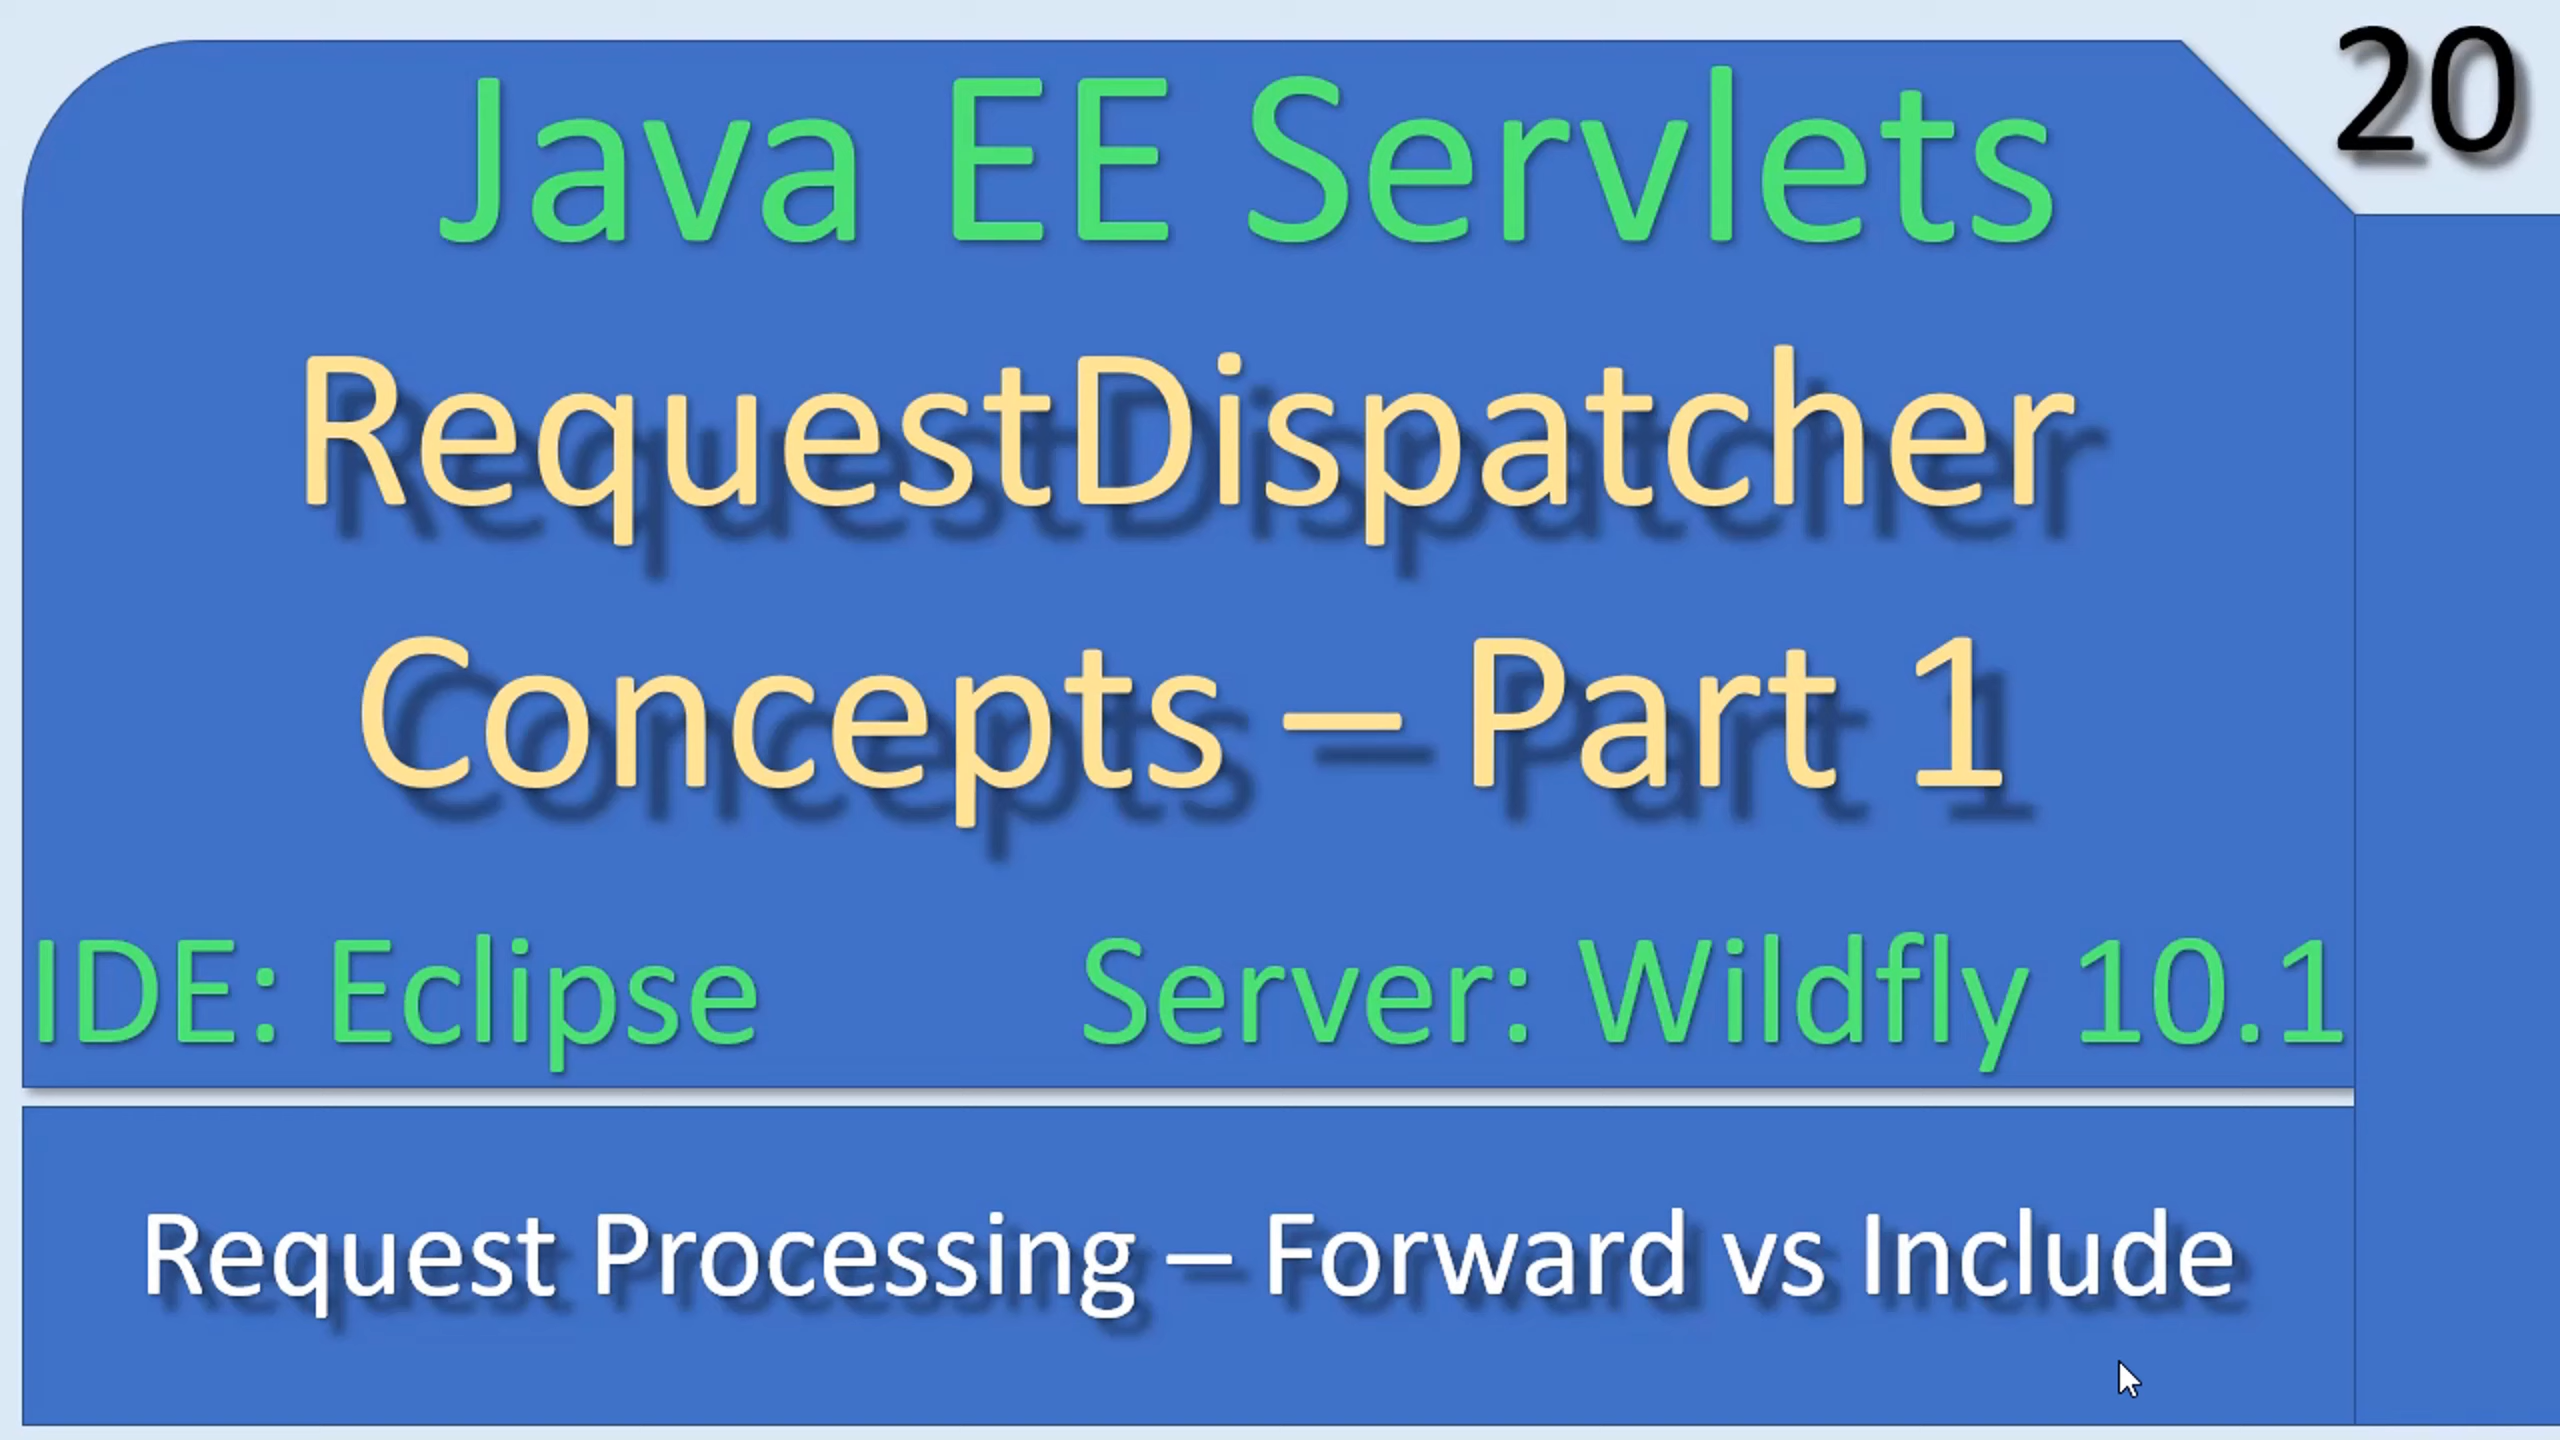 20
Java EE Servlets
RequestDispatcher
Concepts – Part 1
IDE: Eclipse Server: Wildfly 10.1
Request Processing – Forward vs Include